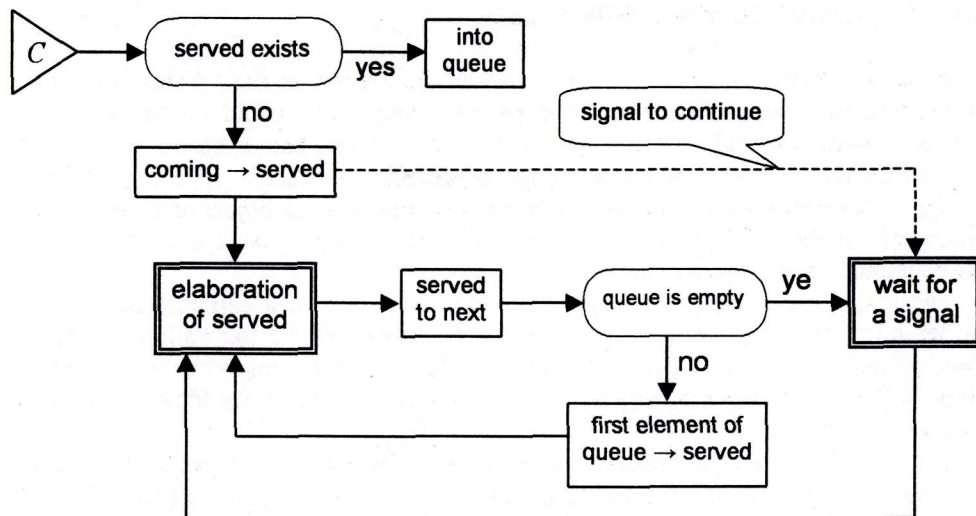 C
served exists
yes
into
queue
no
signal to continue
coming → served
elaboration
of served
served
to next
queue is empty
ye
wait for
a signal
no
first element of
queue → served